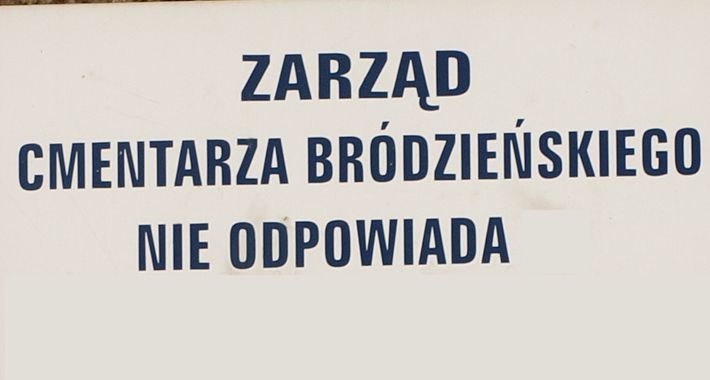 ZARZĄD
CMENTARZA BRÓDZIEŃSKIEGO
NIE ODPOWIADA